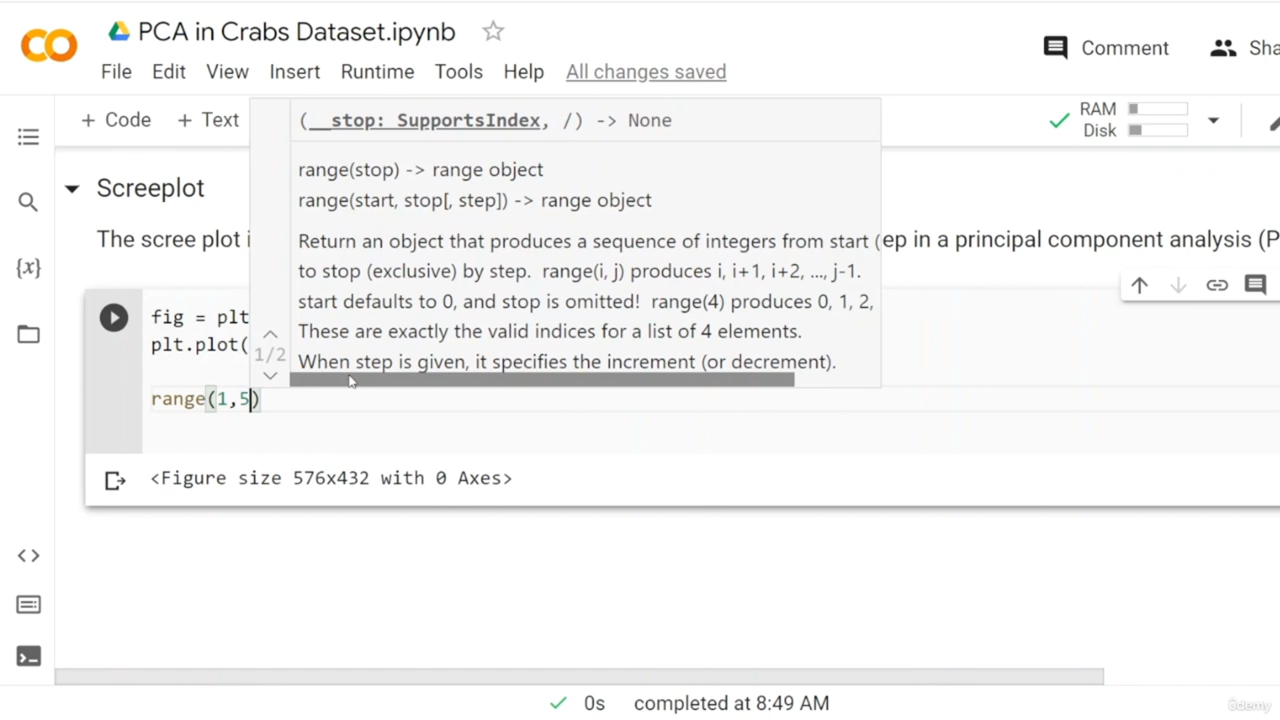 PCA in Crabs Dataset.ipynb
Comment
Sha
File Edit View Insert Runtime Tools Help All changes saved
+ Code + Text
RAM
Disk
(__stop: SupportsIndex, /) -> None
range(stop) -> range object
range(start, stop[, step]) -> range object
Return an object that produces a sequence of integers from start (
to stop (exclusive) by step. range(i, j) produces i, i+1, i+2, ..., j-1.
start defaults to 0, and stop is omitted! range(4) produces 0, 1, 2,
These are exactly the valid indices for a list of 4 elements.
When step is given, it specifies the increment (or decrement).
1/2
Screeplot
The scree plot i
ep in a principal component analysis (P
{x}
fig = plt
plt.plot(
range(1,5)
<Figure size 576x432 with 0 Axes>
0s completed at 8:49 AM
ûdemy